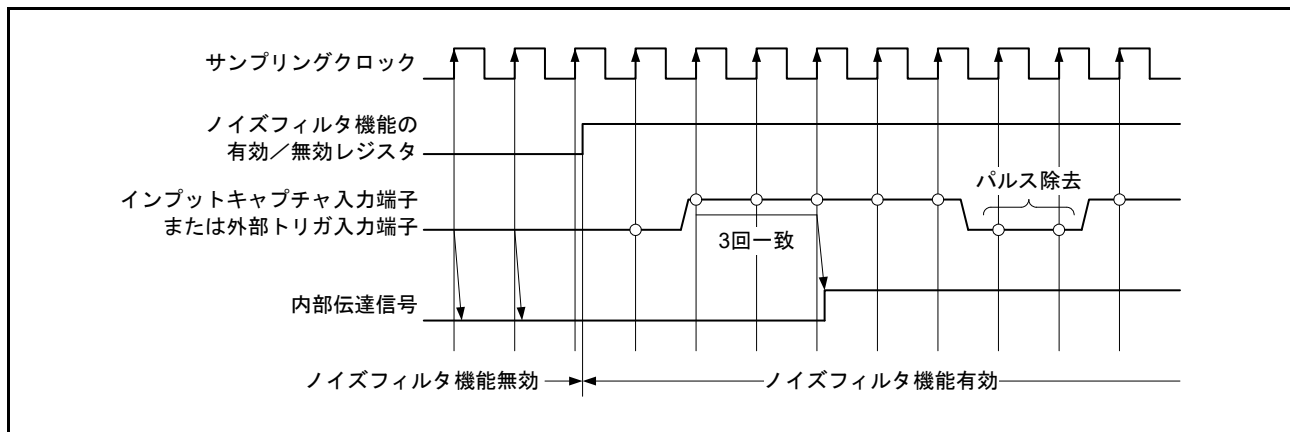 サンプリングクロック
ノイズフィルタ機能の
有効／無効レジスタ
インプットキャプチャ入力端子
または外部トリガ入力端子
パルス除去
3回一致
内部伝達信号
ノイズフィルタ機能無効
ノイズフィルタ機能有効